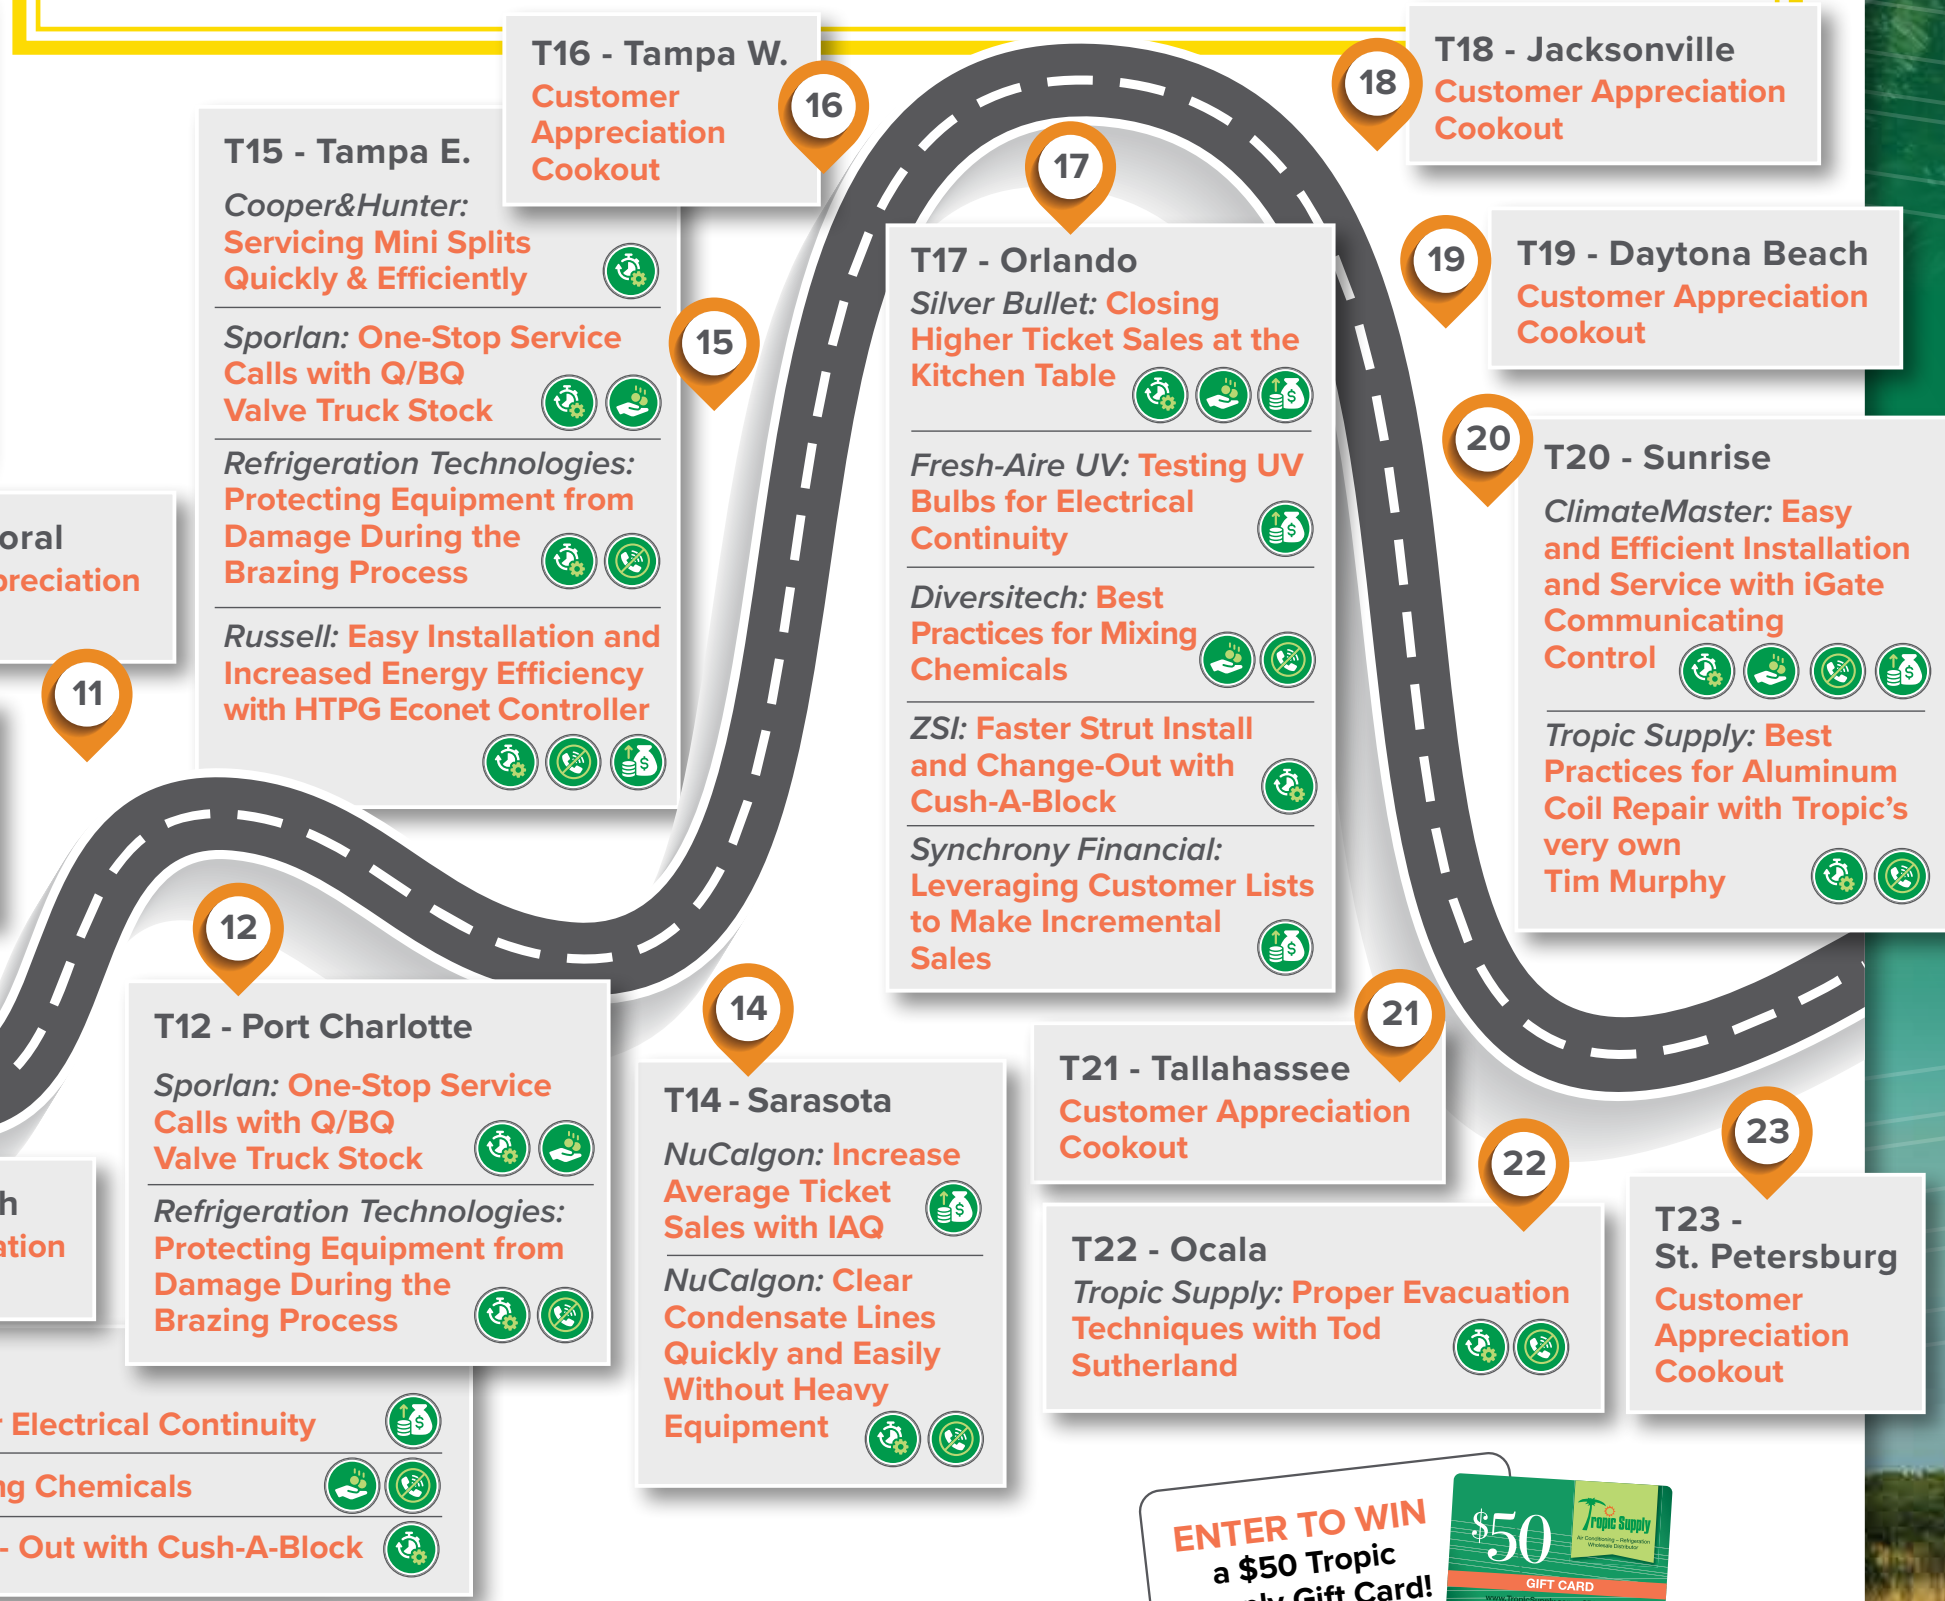 T16 - Tampa W.
Customer
Appreciation
Cookout
16
T18 - Jacksonville
Customer Appreciation
Cookout
18
T15 - Tampa E.
Cooper&Hunter:
Servicing Mini Splits
Quickly & Efficiently
Sporlan: One-Stop Service
Calls with Q/BQ
Valve Truck Stock
Refrigeration Technologies:
Protecting Equipment from
Damage During the
Brazing Process
Russell: Easy Installation and
Increased Energy Efficiency
with HTPG Econet Controller
15
17
T17 - Orlando
Silver Bullet: Closing
Higher Ticket Sales at the
Kitchen Table
Fresh-Aire UV: Testing UV
Bulbs for Electrical
Continuity
Diversitech: Best
Practices for Mixing
Chemicals
ZSI: Faster Strut Install
and Change-Out with
Cush-A-Block
Synchrony Financial:
Leveraging Customer Lists
to Make Incremental
Sales
19
T19 - Daytona Beach
Customer Appreciation
Cookout
20
T20 - Sunrise
ClimateMaster: Easy
and Efficient Installation
and Service with iGate
Communicating
Control
Tropic Supply: Best
Practices for Aluminum
Coil Repair with Tropic's
very own
Tim Murphy
oral
preciation
11
12
T12 - Port Charlotte
Sporlan: One-Stop Service
Calls with Q/BQ
Valve Truck Stock
Refrigeration Technologies:
Protecting Equipment from
Damage During the
Brazing Process
14
T14 - Sarasota
NuCalgon: Increase
Average Ticket
Sales with IAQ
NuCalgon: Clear
Condensate Lines
Quickly and Easily
Without Heavy
Equipment
21
T21 - Tallahassee
Customer Appreciation
Cookout
22
T22 - Ocala
Tropic Supply: Proper Evacuation
Techniques with Tod
Sutherland
23
T23 -
St. Petersburg
Customer
Appreciation
Cookout
h
ation
r Electrical Continuity
ng Chemicals
- Out with Cush-A-Block
ENTER TO WIN
a $50 Tropic
ly Gift Card!
$50
Tropic Supply
Air Conditioning - Refrigeration
Wholesale Distributor
GIFT CARD